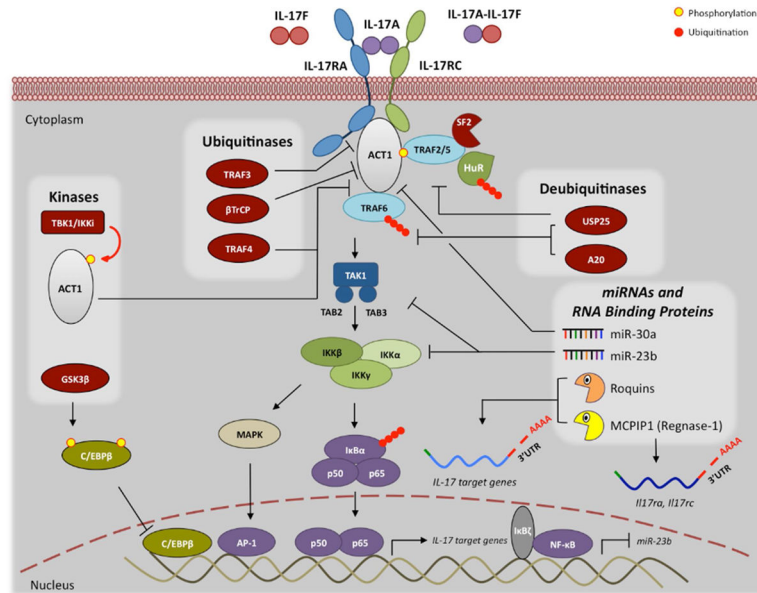 IL-17F
IL-17A
IL-17A-IL-17F
Phosphorylation
Ubiquitination
IL-17RA
IL-17RC
Cytoplasm
Ubiquitinases
TRAF3
βTrCP
TRAF4
ACT1
TRAF2/5
SF2
HuR
TRAF6
Kinases
TBK1/IKKi
ACT1
GSK3β
C/EBPβ
Deubiquitinases
USP25
A20
TAK1
TAB2
TAB3
miRNAs and
RNA Binding Proteins
miR-30a
miR-23b
Roquins
MCPIP1 (Regnase-1)
IKKβ
IKKα
IKKγ
MAPK
IκBα
p50
p65
AAAA
3'UTR
IL-17 target genes
AAAA
3'UTR
Il17ra, Il17rc
C/EBPβ
AP-1
p50
p65
IL-17 target genes
IκBζ
NF-κB
miR-23b
Nucleus